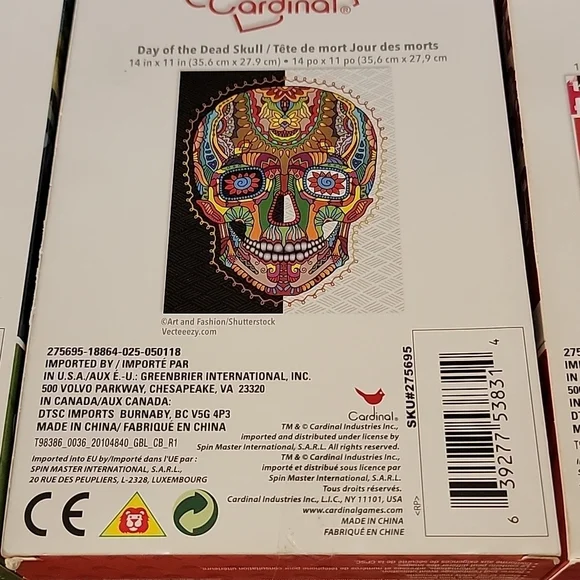 Cardinal®
Day of the Dead Skull / Tête de mort Jour des morts
14 in x 11 in (35.6 cm x 27.9 cm) • 14 po x 11 po (35,6 cm x 27,9 cm
©Art and Fashion/Shutterstock
Vecteeezy.com
275695-18864-025-050118
IMPORTED BY / IMPORTÉ PAR
IN U.S.A./AUX É.-U.: GREENBRIER INTERNATIONAL, INC.
500 VOLVO PARKWAY, CHESAPEAKE, VA 23320
IN CANADA/AUX CANADA:
DTSC IMPORTS BURNABY, BC V5G 4P3
MADE IN CHINA/ FABRIQUÉ EN CHINE
T98386_0036_20104840_GBL_CB_R1
Imported into EU by/Importé dans l'UE par :
SPIN MASTER INTERNATIONAL, S.A.R.L.,
20 RUE DES PEUPLIERS, L-2328, LUXEMBOURG
CE
Cardinal®
TM & © Cardinal Industries Inc.,
imported and distributed under license by
Spin Master International, S.A.R.L. All rights reserved.
TM & © Cardinal Industries Inc.,
importé et distribué sous licence par
Spin Master International, S.A.R.L.
Tous droits réservés.
Cardinal Industries Inc., L.I.C., NY 11101, USA
www.cardinalgames.com
MADE IN CHINA
FABRIQUÉ EN CHINE
<RP>
SKU#275695
6 39277 53831 4